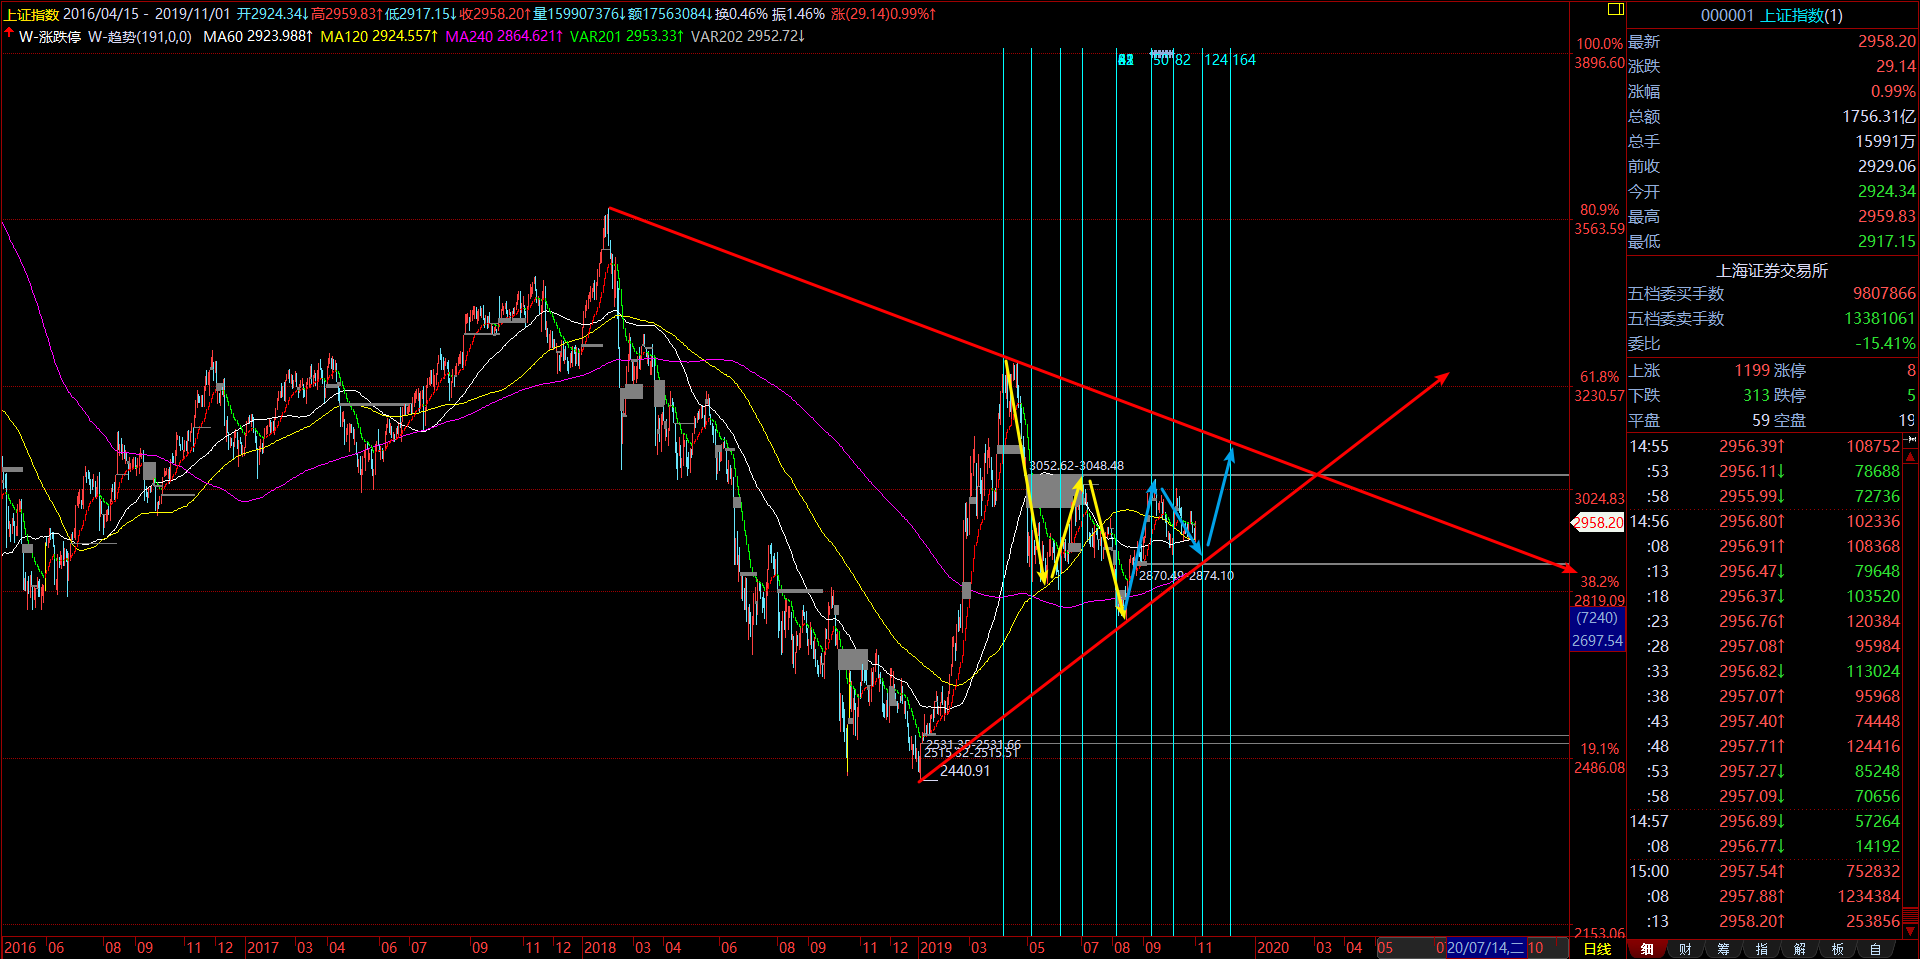 上证指数 2016/04/15 - 2019/11/01 开2924.34↓高2959.83↑低2917.15↓收2958.20↑量159907376↓额17563084↓换0.46% 振1.46% 涨(29.14)0.99%↑
W-涨跌停 W-趋势(191,0,0) MA60 2923.988↑ MA120 2924.557↑ MA240 2864.621↑ VAR201 2953.33↑ VAR202 2952.72↓
50 82 124 164
100.0%
3896.60
80.9%
3563.59
61.8%
3230.57
3052.62-3048.48
3024.83
2958.20
2870.49-2874.10
38.2%
2819.09
(7240)
2697.54
2531.35-2531.66
2515.32-2515.51
2440.91
19.1%
2486.08
2153.06
2016 06 08 09 11 12 2017 03 04 06 07 09 11 12 2018 03 04 06 08 09 11 12 2019 03 05 07 08 09 11 2020 03 04 05 20/07/14,二 10
日线
000001 上证指数(1)
最新 2958.20
涨跌 29.14
涨幅 0.99%
总额 1756.31亿
总手 15991万
前收 2929.06
今开 2924.34
最高 2959.83
最低 2917.15
上海证券交易所
五档委买手数 9807866
五档委卖手数 13381061
委比 -15.41%
上涨 1199 涨停 8
下跌 313 跌停 5
平盘 59 空盘 19
14:55 2956.39↑ 108752
:53 2956.11↓ 78688
:58 2955.99↓ 72736
14:56 2956.80↑ 102336
:08 2956.91↑ 108368
:13 2956.47↓ 79648
:18 2956.37↓ 103520
:23 2956.76↑ 120384
:28 2957.08↑ 95984
:33 2956.82↓ 113024
:38 2957.07↑ 95968
:43 2957.40↑ 74448
:48 2957.71↑ 124416
:53 2957.27↓ 85248
:58 2957.09↓ 70656
14:57 2956.89↓ 57264
:08 2956.77↓ 14192
15:00 2957.54↑ 752832
:08 2957.88↑ 1234384
:13 2958.20↑ 253856
细 财 筹 指 解 板 自